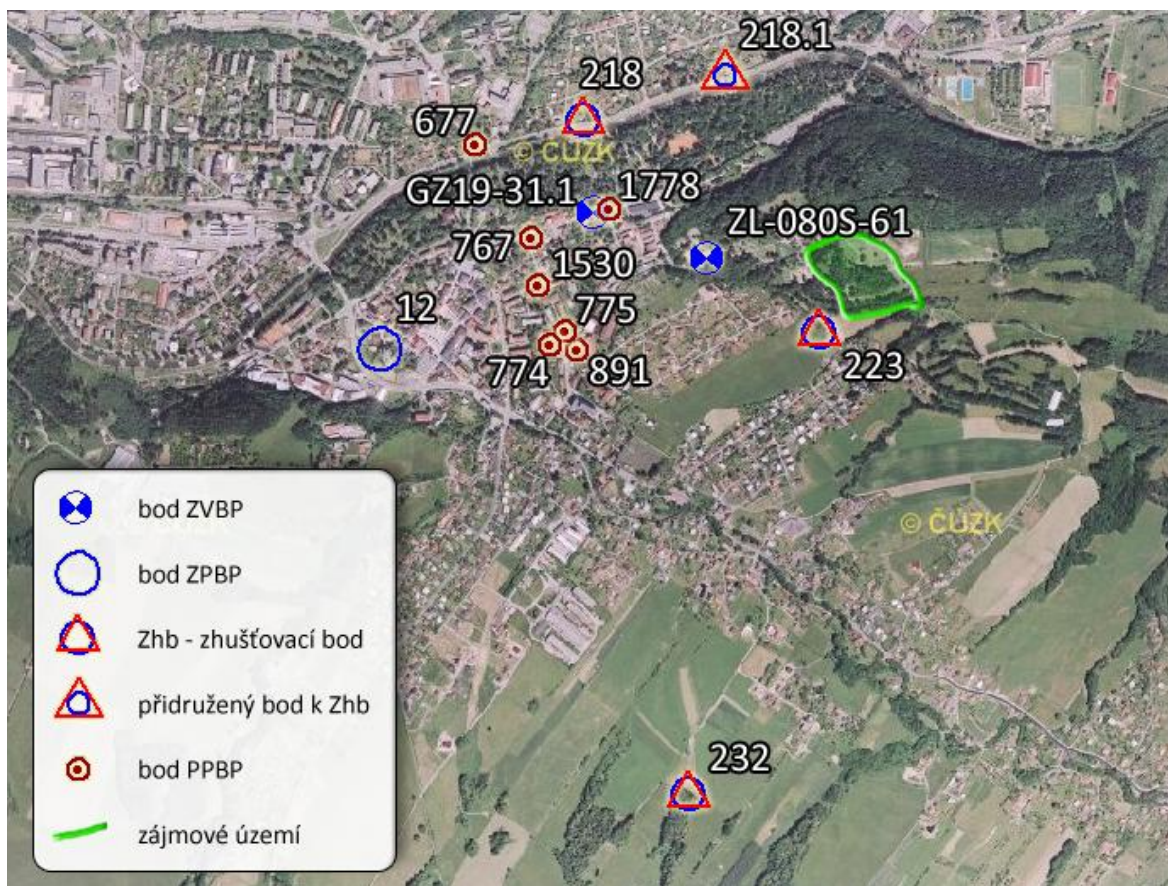 218.1
218
677
© ČÚZK
GZ19-31.1
1778
767
ZL-080S-61
1530
12
775
774
891
223
bod ZVBP
© ČÚZK
bod ZPBP
Zhb - zhušťovací bod
přidružený bod k Zhb
232
bod PPBP
zájmové území